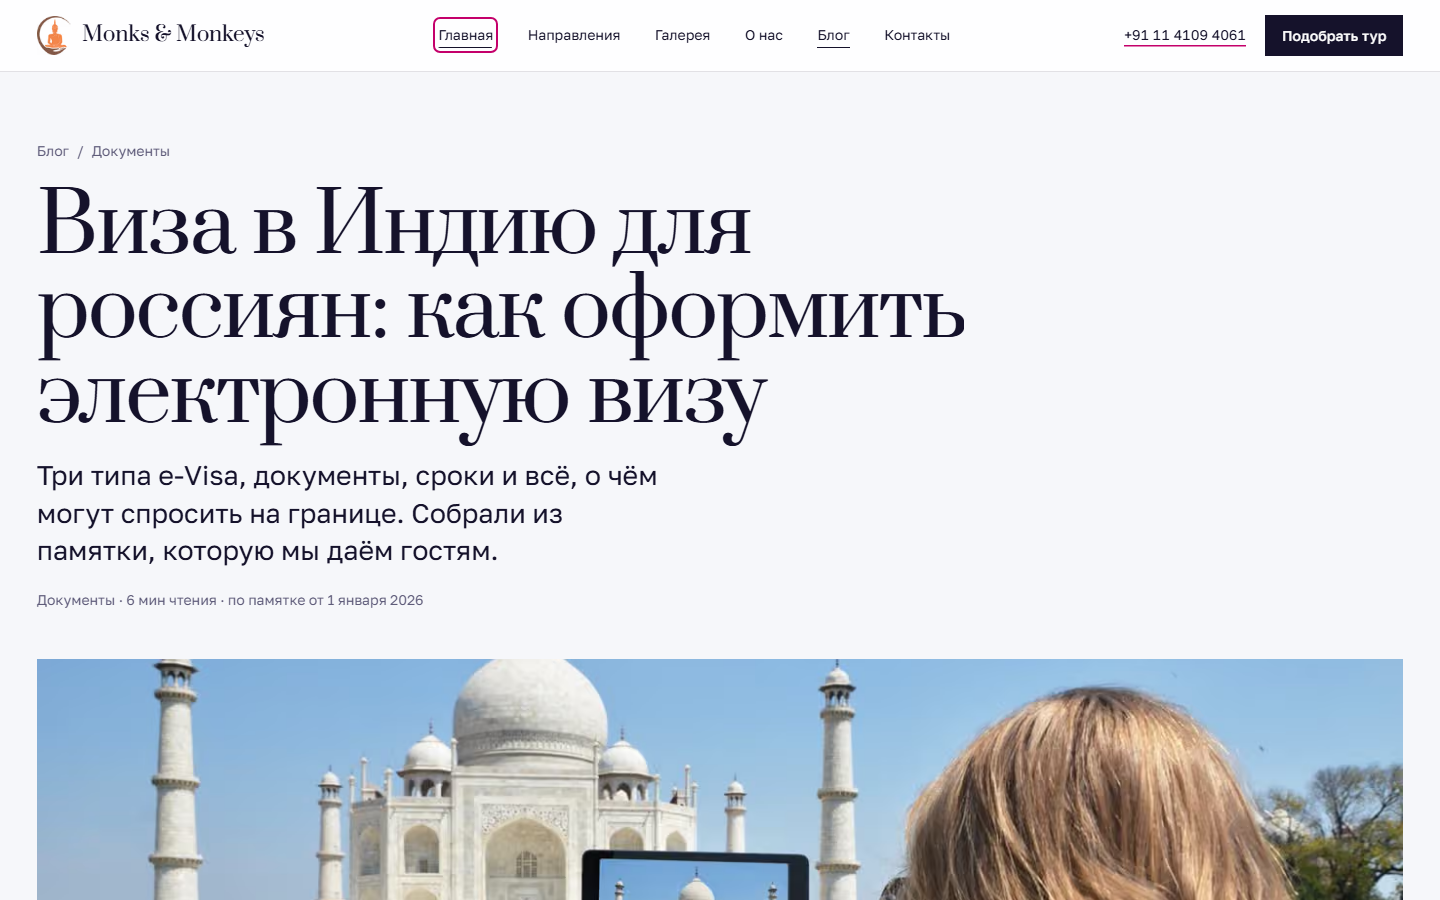 Monks & Monkeys
Главная
Направления
Галерея
О нас
Блог
Контакты
+91 11 4109 4061
Подобрать тур
Блог / Документы
Виза в Индию для
россиян: как оформить
электронную визу
Три типа e-Visa, документы, сроки и всё, о чём
могут спросить на границе. Собрали из
памятки, которую мы даём гостям.
Документы · 6 мин чтения · по памятке от 1 января 2026